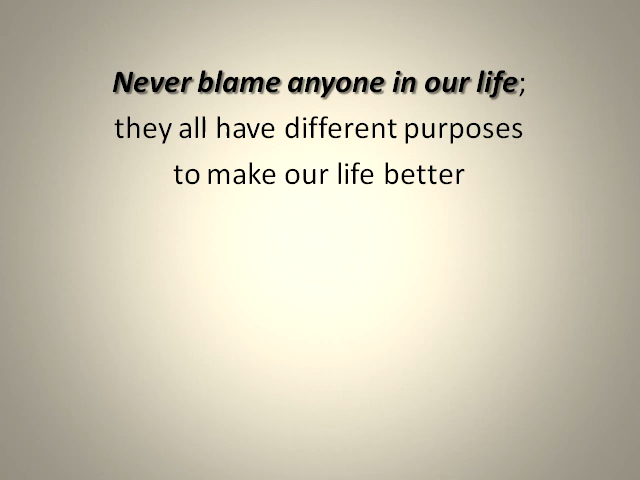 Never blame anyone in our life;
they all have different purposes
to make our life better